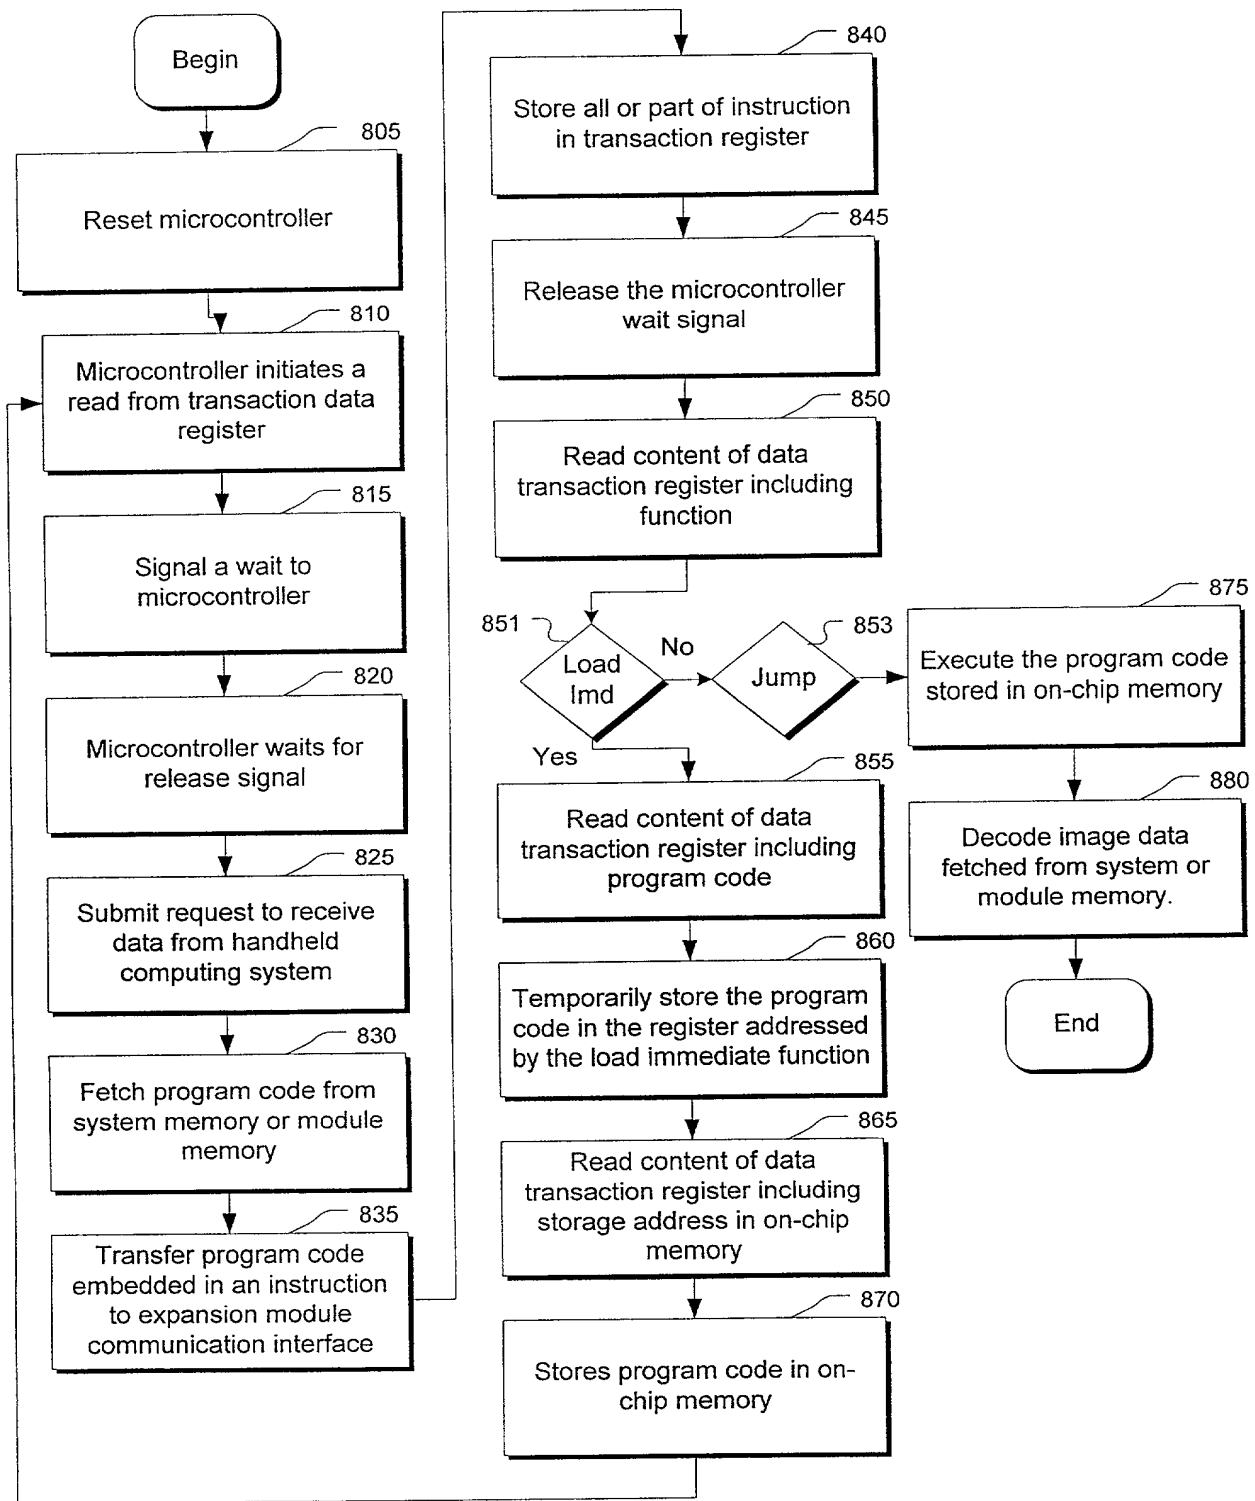 Begin
805
Reset microcontroller
810
Microcontroller initiates a
read from transaction data
register
815
Signal a wait to
microcontroller
820
Microcontroller waits for
release signal
825
Submit request to receive
data from handheld
computing system
830
Fetch program code from
system memory or module
memory
835
Transfer program code
embedded in an instruction
to expansion module
communication interface
840
Store all or part of instruction
in transaction register
845
Release the microcontroller
wait signal
850
Read content of data
transaction register including
function
851
Load
Imd
No
Yes
853
Jump
855
Read content of data
transaction register including
program code
860
Temporarily store the program
code in the register addressed
by the load immediate function
865
Read content of data
transaction register including
storage address in on-chip
memory
870
Stores program code in on-
chip memory
875
Execute the program code
stored in on-chip memory
880
Decode image data
fetched from system or
module memory.
End